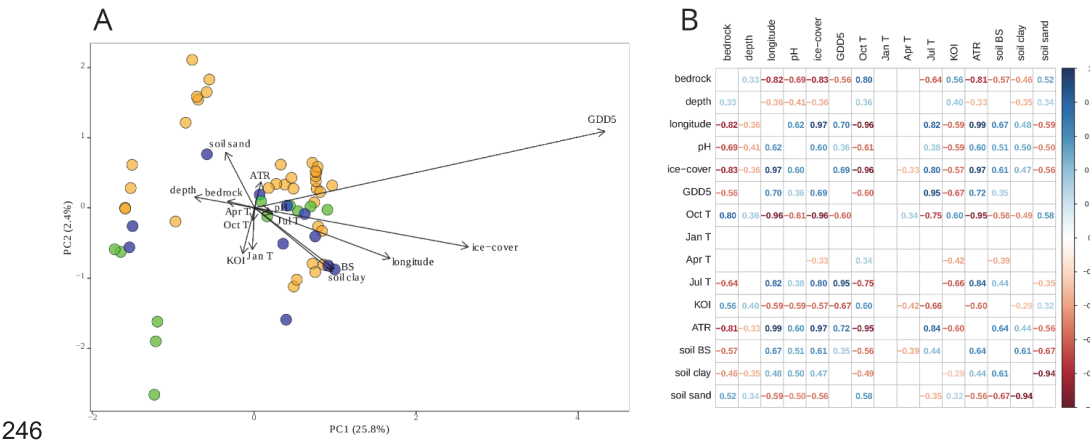 A
B
GDD5
soil sand
ATR
depth
bedrock
pH
Apr T
Jul T
Oct T
KOI
Jan T
BS
soil clay
longitude
ice-cover
2
1
0
−1
−2
−2
0
2
4
PC2 (2.4%)
PC1 (25.8%)
bedrock depth longitude pH ice−cover GDD5 Oct T Jan T Apr T Jul T KOI ATR soil BS soil clay soil sand
bedrock 0.33 −0.82 −0.69 −0.83 −0.56 0.80 −0.64 0.56 −0.81 −0.57 −0.46 0.52
depth 0.33 −0.36 −0.41 −0.36 0.36 0.40 −0.33 −0.35 0.34
longitude −0.82 −0.36 0.62 0.97 0.70 −0.96 0.82 −0.59 0.99 0.67 0.48 −0.59
pH −0.69 −0.41 0.62 0.60 0.36 −0.61 0.38 −0.59 0.60 0.51 0.50 −0.50
ice−cover −0.83 −0.36 0.97 0.60 0.69 −0.96 −0.33 0.80 −0.57 0.97 0.61 0.47 −0.56
GDD5 −0.56 0.70 0.36 0.69 −0.60 0.95 −0.67 0.72 0.35
Oct T 0.80 0.36 −0.96 −0.61 −0.96 −0.60 0.34 −0.75 0.60 −0.95 −0.56 −0.49 0.58
Jan T
Apr T −0.33 0.34 −0.42 −0.39
Jul T −0.64 0.82 0.38 0.80 0.95 −0.75 −0.66 0.84 0.44 −0.35
KOI 0.56 0.40 −0.59 −0.59 −0.57 −0.67 0.60 −0.42 −0.66 −0.60 −0.29 0.32
ATR −0.81 −0.33 0.99 0.60 0.97 0.72 −0.95 0.84 −0.60 0.64 0.44 −0.56
soil BS −0.57 0.67 0.51 0.61 0.35 −0.56 −0.39 0.44 0.64 0.61 −0.67
soil clay −0.46 −0.35 0.48 0.50 0.47 −0.49 −0.29 0.44 0.61 −0.94
soil sand 0.52 0.34 −0.59 −0.50 −0.56 0.58 −0.35 0.32 −0.56 −0.67 −0.94
246